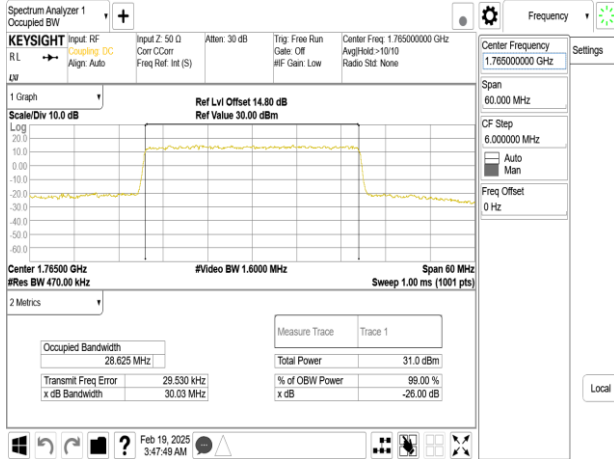 Spectrum Analyzer 1
Occupied BW
+
Frequency
KEYSIGHT
RL
LXI
Input: RF
Coupling: DC
Align: Auto
Input Z: 50 Ω
Corr CCorr
Freq Ref: Int (S)
Atten: 30 dB
Trig: Free Run
Gate: Off
#IF Gain: Low
Center Freq: 1.765000000 GHz
Avg|Hold:>10/10
Radio Std: None
Center Frequency
1.765000000 GHz
Settings
Span
60.000 MHz
CF Step
6.000000 MHz
Auto
Man
Freq Offset
0 Hz
Local
1 Graph
Scale/Div 10.0 dB
Ref Lvl Offset 14.80 dB
Ref Value 30.00 dBm
Log
20.0
10.0
0.00
-10.0
-20.0
-30.0
-40.0
-50.0
-60.0
Center 1.76500 GHz
#Video BW 1.6000 MHz
Span 60 MHz
#Res BW 470.00 kHz
Sweep 1.00 ms (1001 pts)
2 Metrics
Measure Trace
Trace 1
Occupied Bandwidth
28.625 MHz
Total Power
31.0 dBm
Transmit Freq Error
29.530 kHz
% of OBW Power
99.00 %
x dB Bandwidth
30.03 MHz
x dB
-26.00 dB
?
Feb 19, 2025
3:47:49 AM